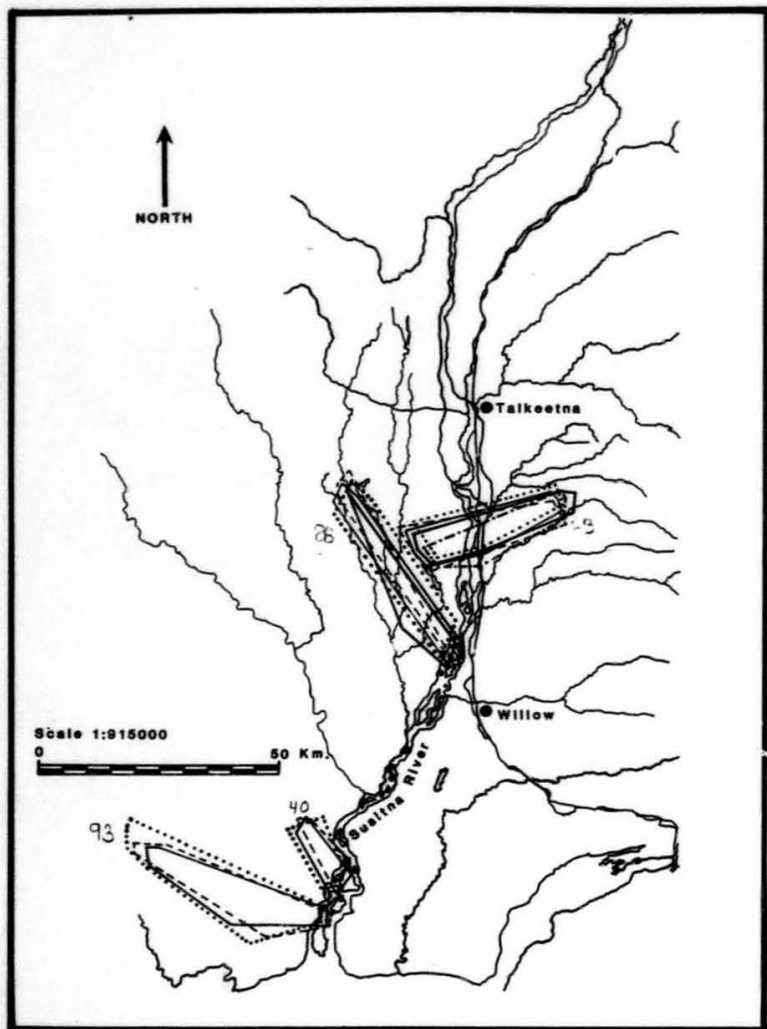 NORTH
Talkeetna
86
Willow
Scale 1:915000
0 50 Km.
Susitna River
40
93